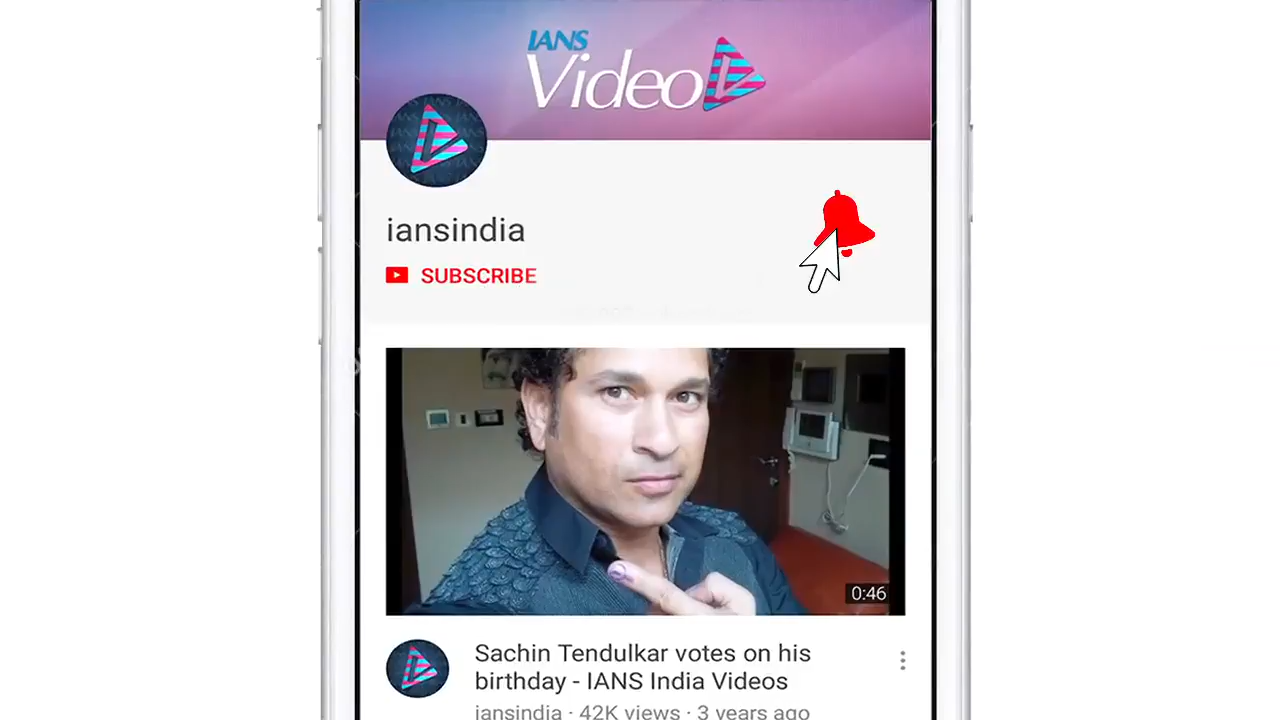 IANS
Video
iansindia
SUBSCRIBE
0:46
Sachin Tendulkar votes on his
birthday - IANS India Videos
iansindia · 42K views · 3 years ago